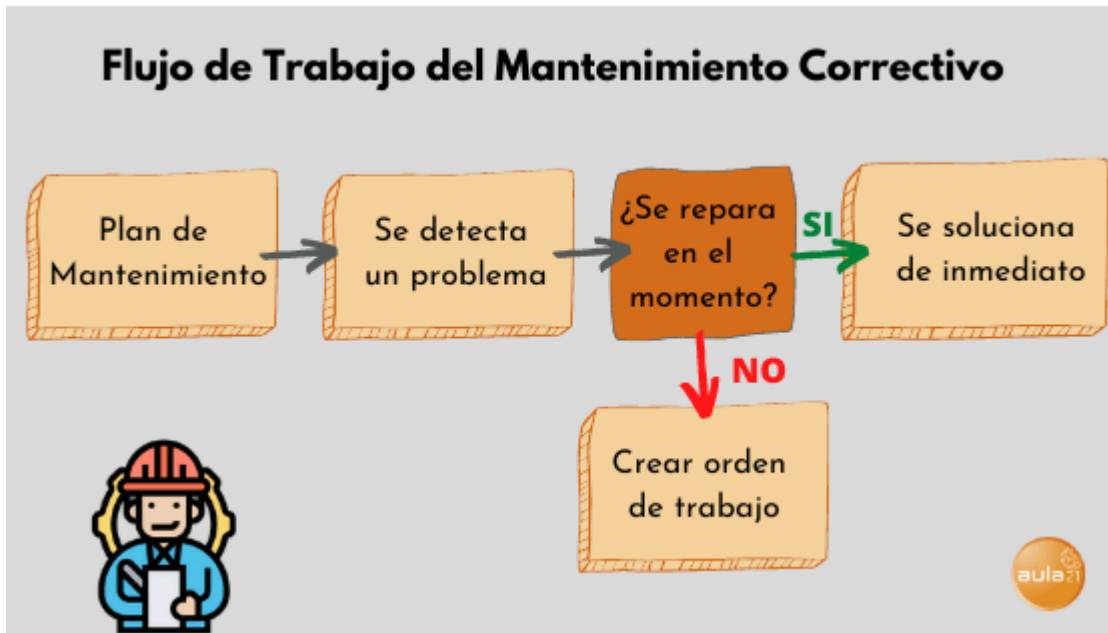 Flujo de Trabajo del Mantenimiento Correctivo
Plan de
Mantenimiento
Se detecta
un problema
¿Se repara
en el
momento?
SI
Se soluciona
de inmediato
NO
Crear orden
de trabajo
aula21